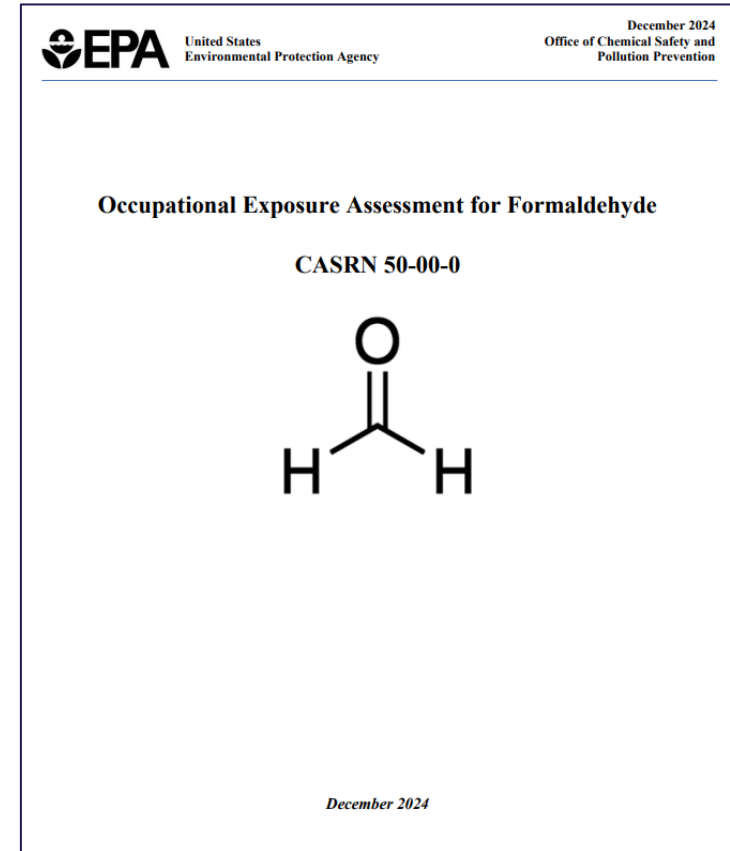 EPA
United States
Environmental Protection Agency
December 2024
Office of Chemical Safety and
Pollution Prevention
Occupational Exposure Assessment for Formaldehyde
CASRN 50-00-0
O
H H
December 2024